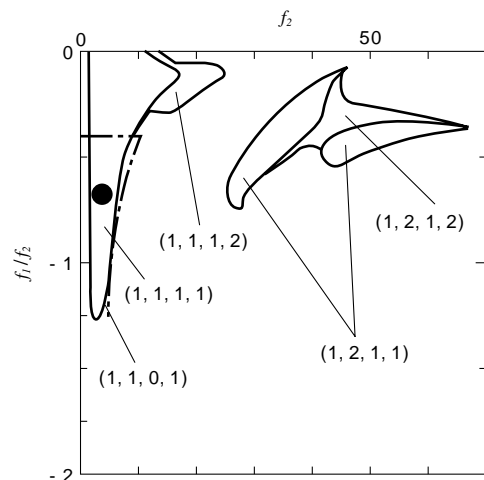 f2
0 50
0
(1, 1, 1, 2)
(1, 2, 1, 2)
- 1
f1/f2
(1, 1, 1, 1)
(1, 2, 1, 1)
(1, 1, 0, 1)
- 2